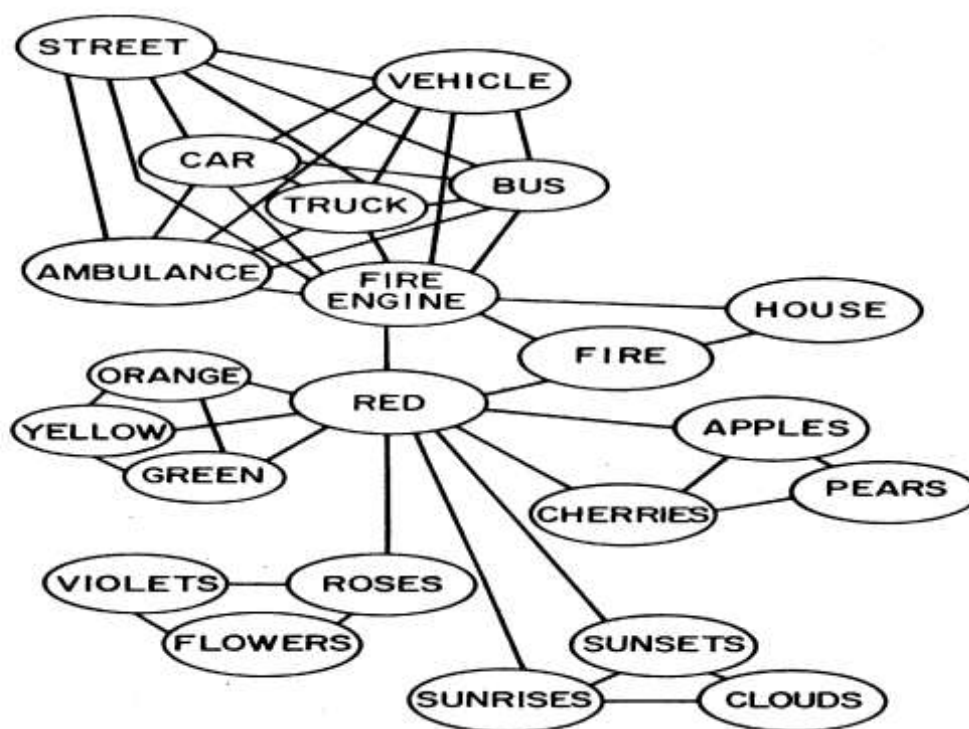 STREET
VEHICLE
CAR
BUS
TRUCK
AMBULANCE
FIRE
ENGINE
HOUSE
FIRE
ORANGE
RED
YELLOW
APPLES
GREEN
PEARS
CHERRIES
VIOLETS
ROSES
FLOWERS
SUNSETS
SUNRISES
CLOUDS